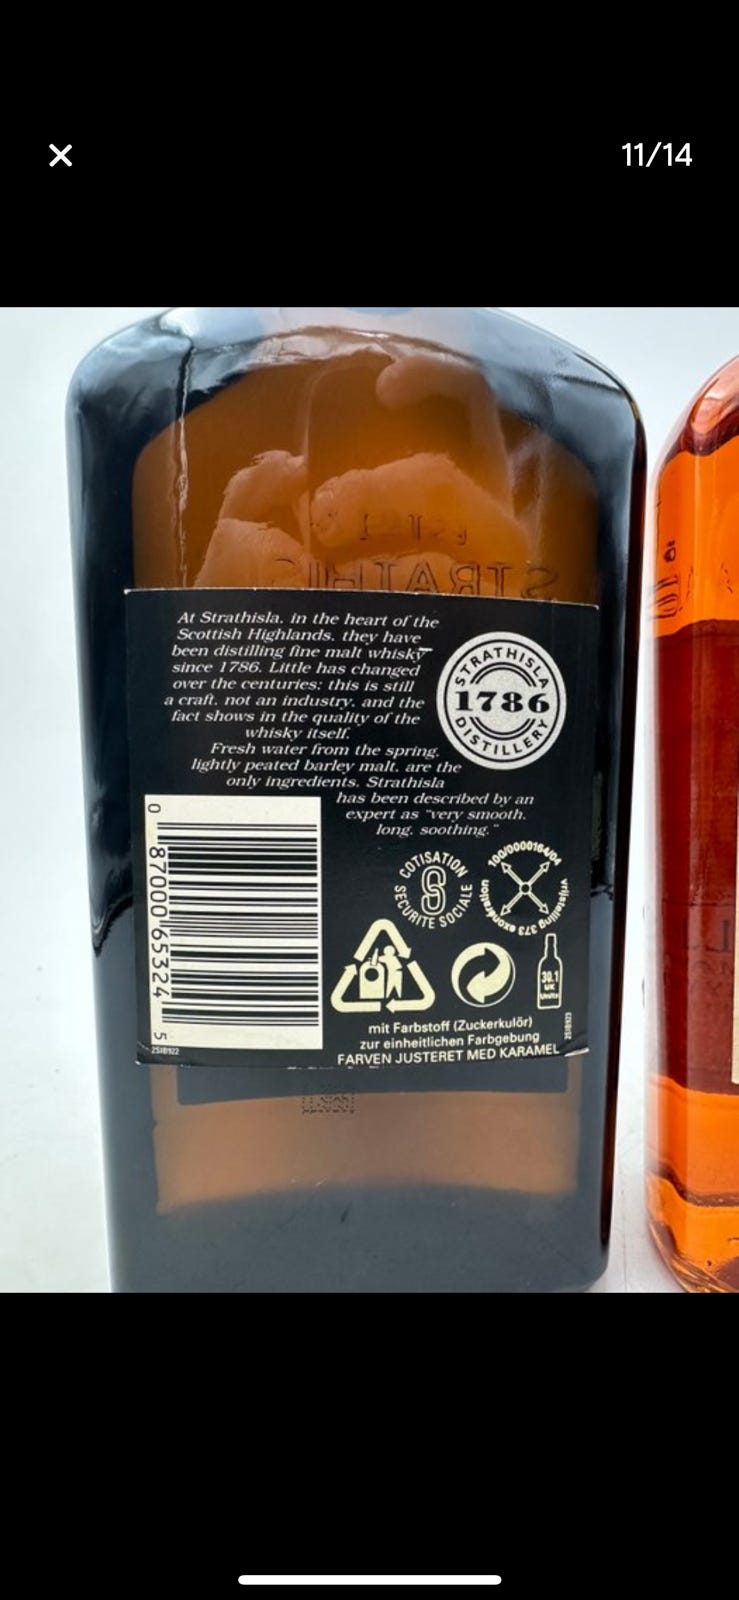 11/14
At Strathisla, in the heart of the
Scottish Highlands, they have
been distilling fine malt whisky
since 1786. Little has changed
over the centuries; this is still
a craft, not an industry, and the
fact shows in the quality of the
whisky itself.
Fresh water from the spring,
lightly peated barley malt, are the
only ingredients. Strathisla
has been described by an
expert as "very smooth,
long, soothing."
STRATHISLA
1786
DISTILLERY
0 87000 65324 5
2SIB922
COTISATION
SECURITE SOCIALE
100/0000164/04
vrijstelling 373 exonération
30.1
UK
Units
mit Farbstoff (Zuckerkulör)
zur einheitlichen Farbgebung
FARVEN JUSTERET MED KARAMEL
2SIB923